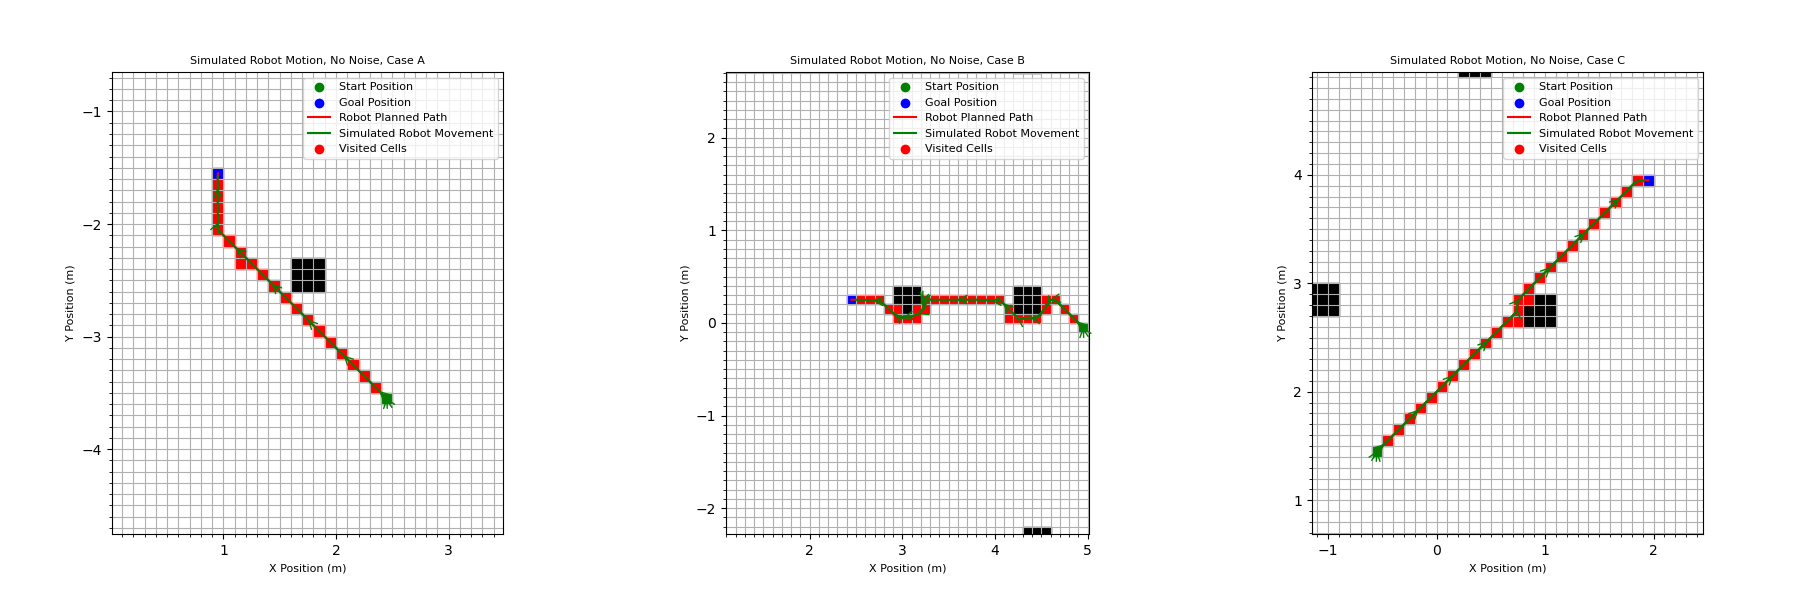 Simulated Robot Motion, No Noise, Case A
Start Position
Goal Position
Robot Planned Path
Simulated Robot Movement
Visited Cells
−1
−2
−3
−4
Y Position (m)
1
2
3
X Position (m)
Simulated Robot Motion, No Noise, Case B
Start Position
Goal Position
Robot Planned Path
Simulated Robot Movement
Visited Cells
2
1
0
−1
−2
Y Position (m)
2
3
4
5
X Position (m)
Simulated Robot Motion, No Noise, Case C
Start Position
Goal Position
Robot Planned Path
Simulated Robot Movement
Visited Cells
4
3
2
1
Y Position (m)
−1
0
1
2
X Position (m)